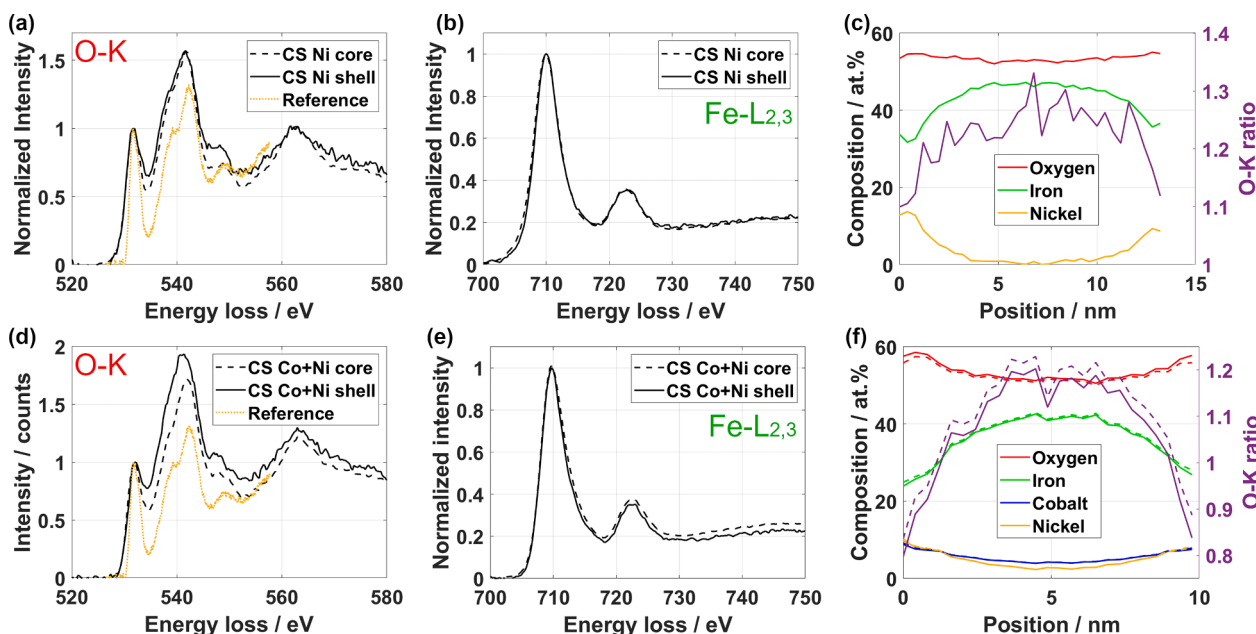 (a)
O-K
CS Ni core
CS Ni shell
Reference
Normalized Intensity
0
0.5
1
1.5
520
540
560
580
Energy loss / eV
(b)
CS Ni core
CS Ni shell
Fe-L2,3
Normalized Intensity
0
0.2
0.4
0.6
0.8
1
700
710
720
730
740
750
Energy loss / eV
(c)
Composition / at.%
0
20
40
60
Oxygen
Iron
Nickel
O-K ratio
1
1.1
1.2
1.3
1.4
0
5
10
15
Position / nm
(d)
O-K
CS Co+Ni core
CS Co+Ni shell
Reference
Intensity / counts
0
0.5
1
1.5
2
520
540
560
580
Energy loss / eV
(e)
CS Co+Ni core
CS Co+Ni shell
Fe-L2,3
Normalized intensity
0
0.2
0.4
0.6
0.8
1
700
710
720
730
740
750
Energy loss / eV
(f)
Composition / at.%
0
20
40
60
Oxygen
Iron
Cobalt
Nickel
O-K ratio
0.8
0.9
1
1.1
1.2
0
5
10
Position / nm